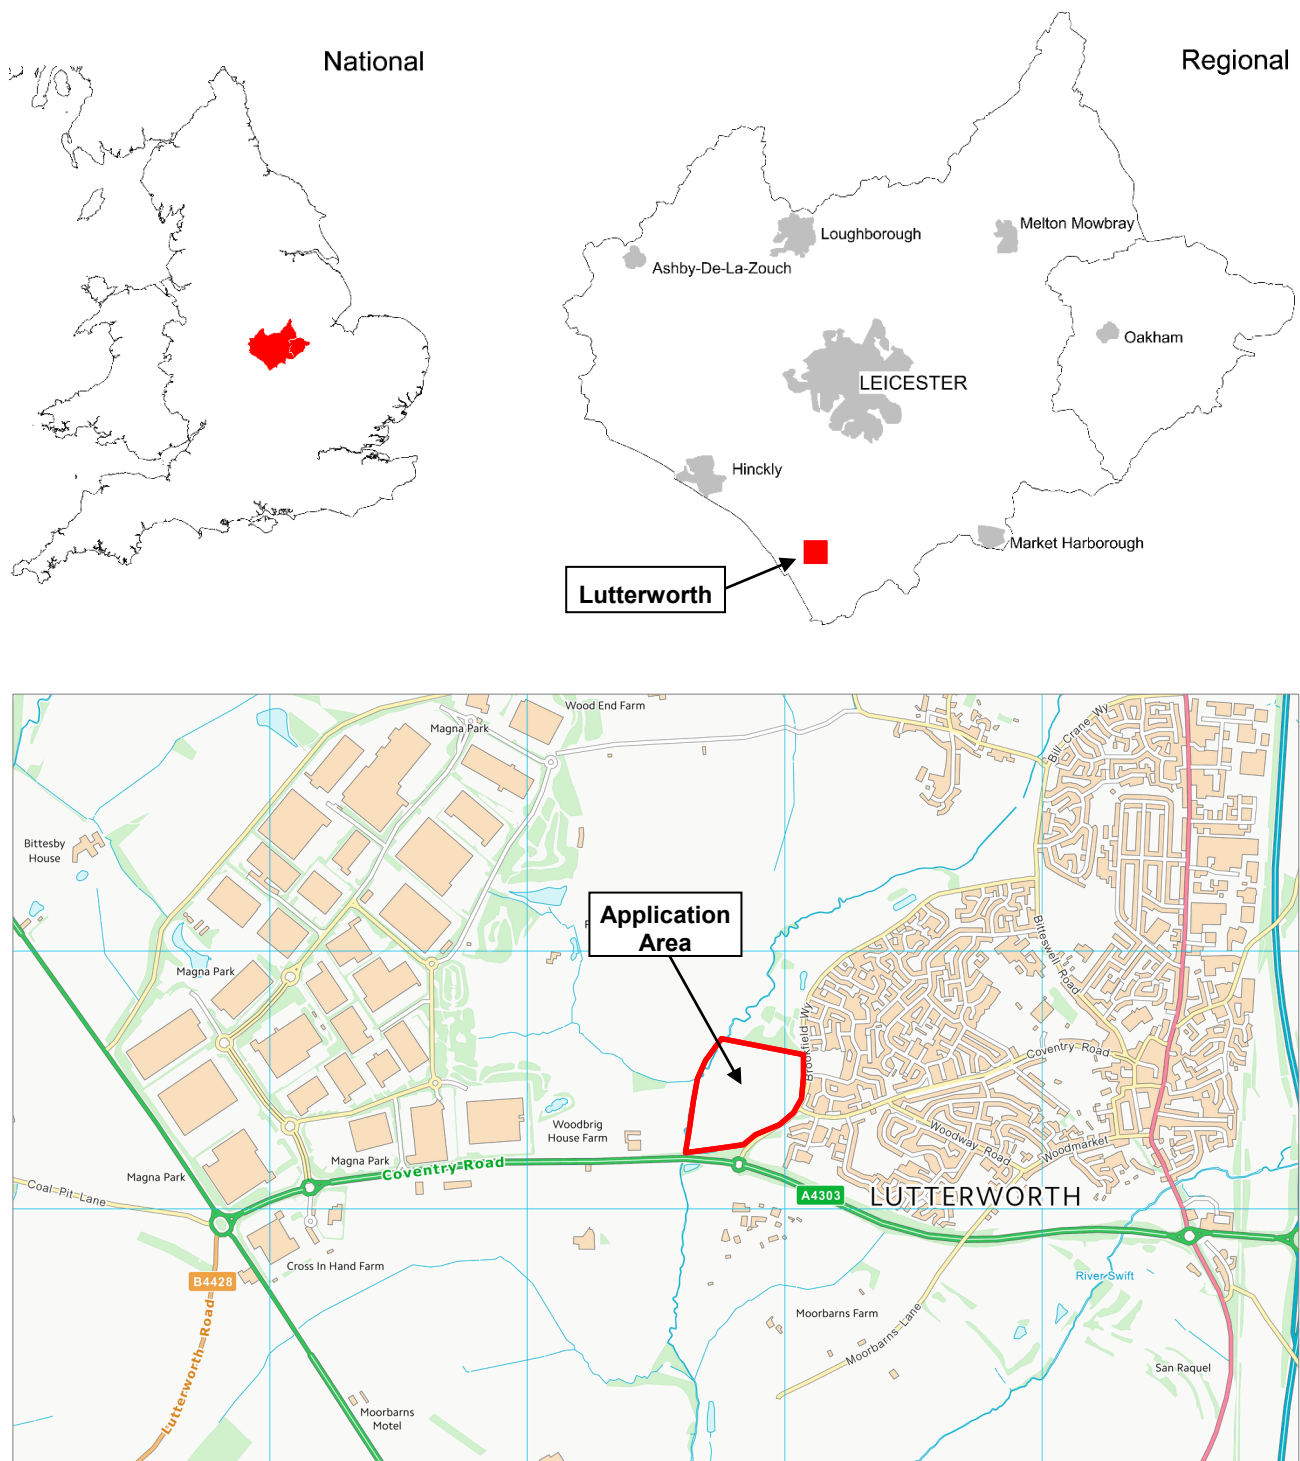 National
Regional
Loughborough
Melton Mowbray
Ashby-De-La-Zouch
Oakham
LEICESTER
Hinckly
Market Harborough
Lutterworth
Wood End Farm
Magna Park
Bill Crane Wy
Bittesby
House
Application
Area
Bitteswell Road
Magna Park
Brookfield Wy
Coventry Road
Woodbrig
House Farm
Woodway Road
Woodmarket
Magna Park
Coventry Road
Magna Park
Coal Pit Lane
A4303
LUTTERWORTH
Cross In Hand Farm
B4428
River Swift
Moorbarns Farm
Lutterworth Road
Moorbarns Lane
San Raquel
Moorbarns
Motel